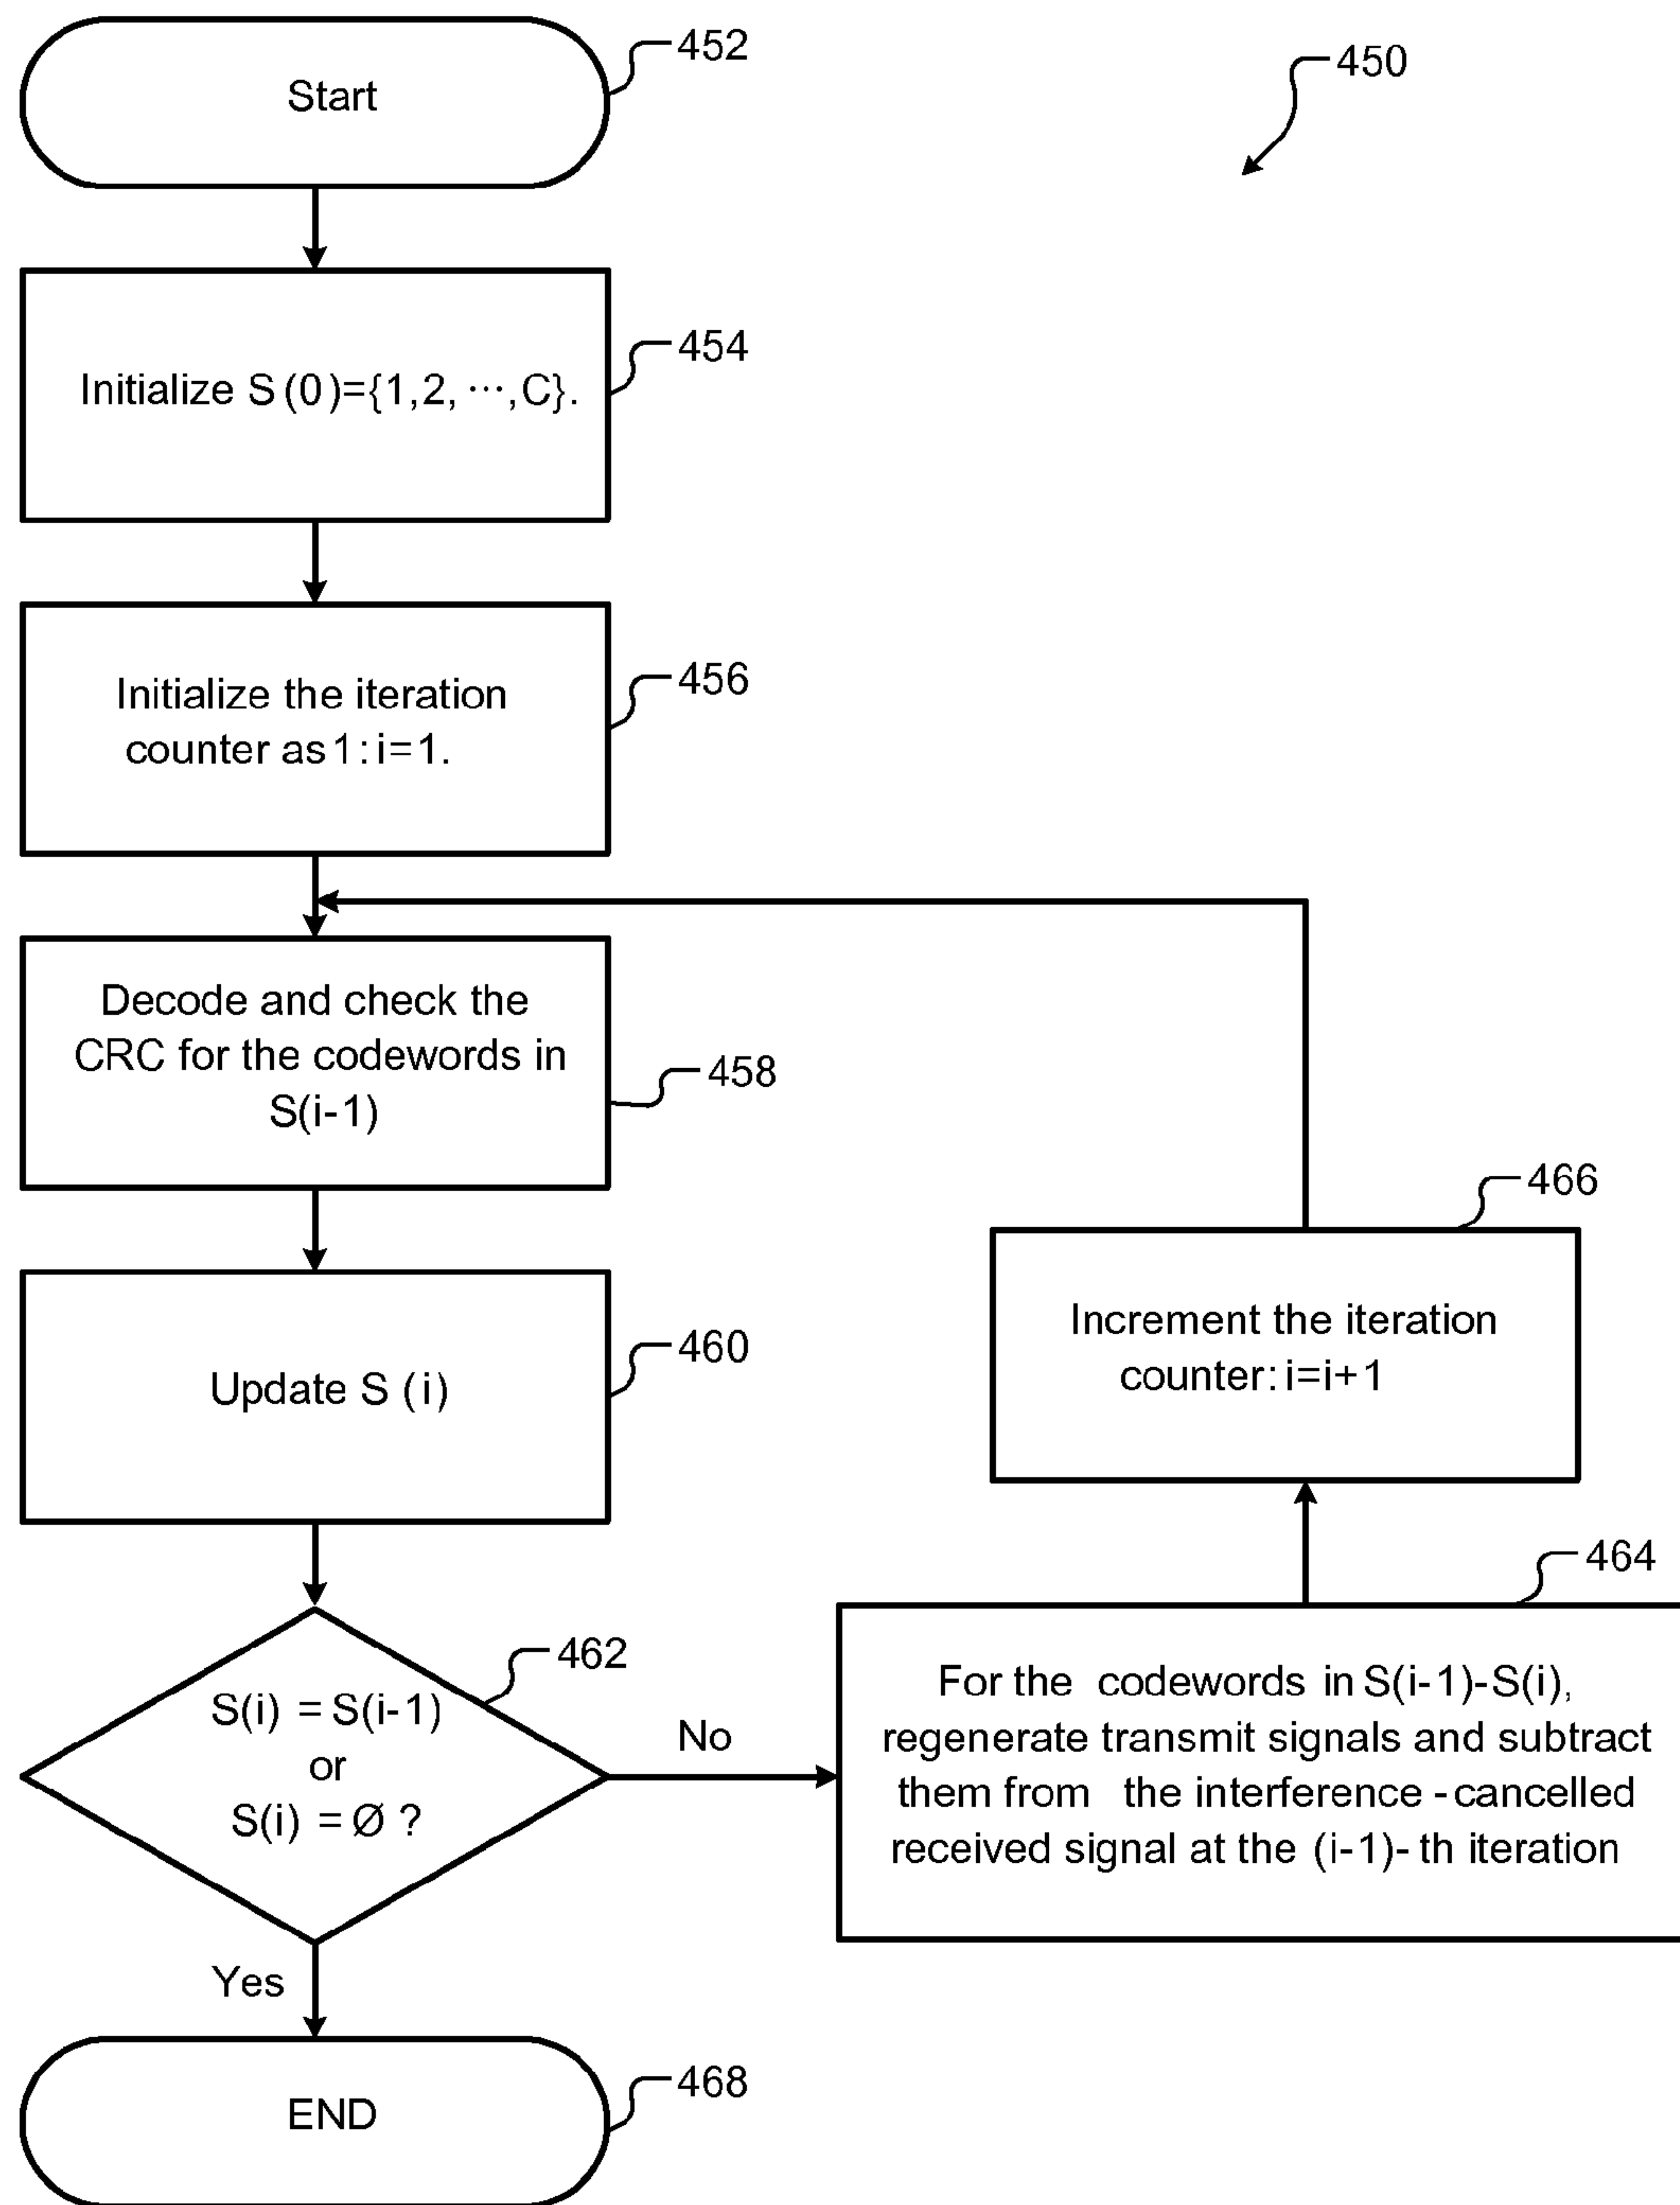 Start
452
450
Initialize S(0)={1,2, ⋯,C}.
454
Initialize the iteration
counter as 1: i=1.
456
Decode and check the
CRC for the codewords in
S(i-1)
458
Update S (i)
460
S(i) = S(i-1)
or
S(i) = Ø ?
462
No
Yes
For the codewords in S(i-1)-S(i),
regenerate transmit signals and subtract
them from the interference -cancelled
received signal at the (i-1)- th iteration
464
Increment the iteration
counter: i=i+1
466
END
468